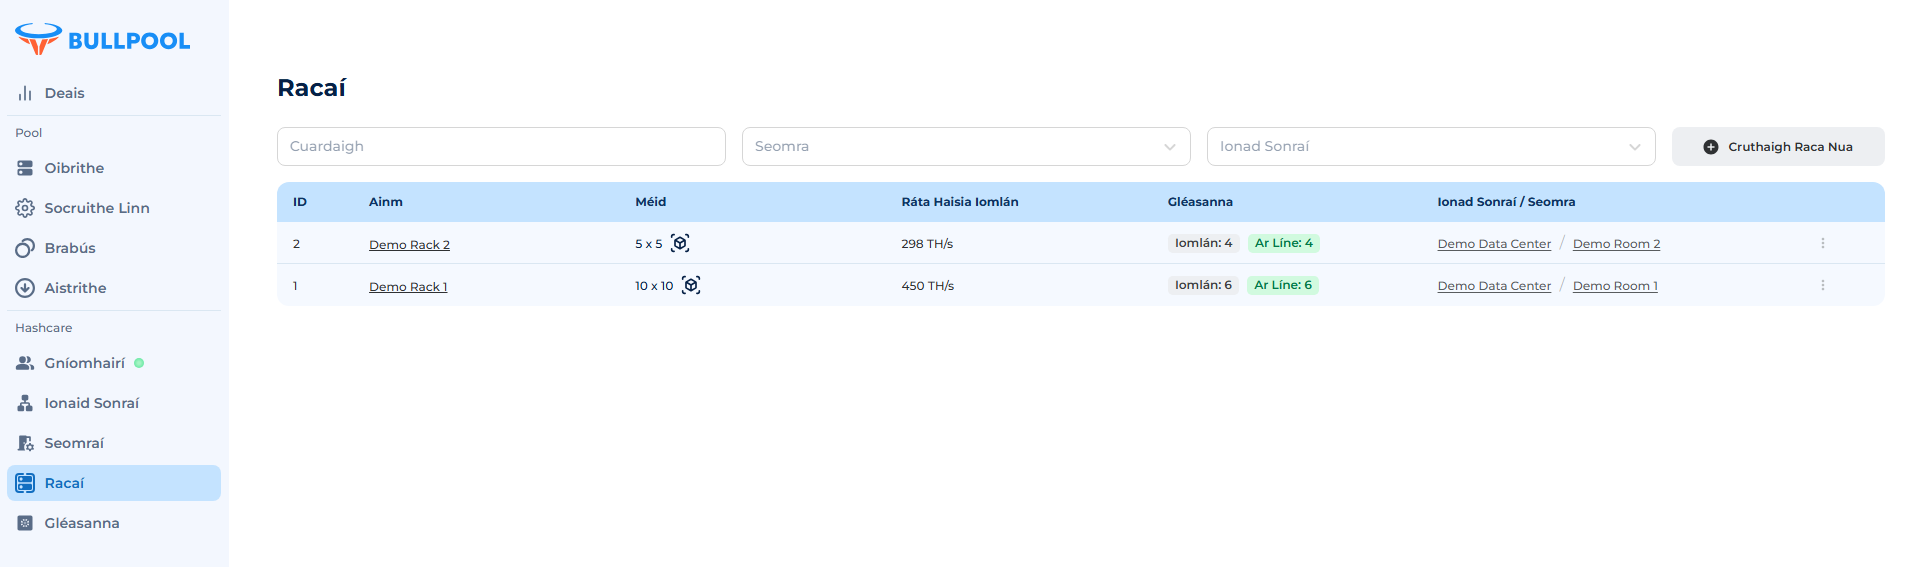 BULLPOOL
Deais
Pool
Oibrithe
Socruithe Linn
Brabús
Aistrithe
Hashcare
Gníomhairí
Ionaid Sonraí
Seomraí
Racaí
Gléasanna
Racaí
Cuardaigh Seomra Ionad Sonraí Cruthaigh Raca Nua
ID Ainm Méid Ráta Haisia Iomlán Gléasanna Ionad Sonraí / Seomra
2 Demo Rack 2 5 x 5 298 TH/s Iomlán: 4 Ar Líne: 4 Demo Data Center / Demo Room 2
1 Demo Rack 1 10 x 10 450 TH/s Iomlán: 6 Ar Líne: 6 Demo Data Center / Demo Room 1